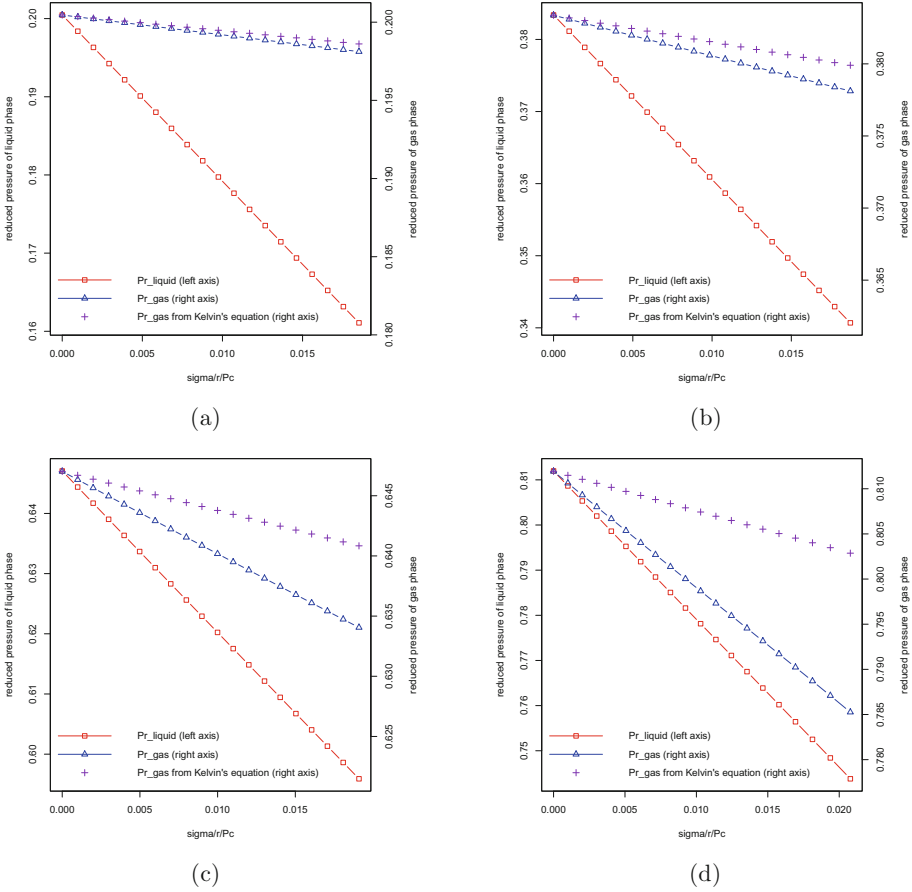 0.20
0.19
0.18
0.17
0.16
reduced pressure of liquid phase
0.200
0.195
0.190
0.185
0.180
reduced pressure of gas phase
Pr_liquid (left axis)
Pr_gas (right axis)
Pr_gas from Kelvin's equation (right axis)
0.000 0.005 0.010 0.015
sigma/r/Pc
(a)
0.38
0.37
0.36
0.35
0.34
reduced pressure of liquid phase
0.380
0.375
0.370
0.365
reduced pressure of gas phase
Pr_liquid (left axis)
Pr_gas (right axis)
Pr_gas from Kelvin's equation (right axis)
0.000 0.005 0.010 0.015
sigma/r/Pc
(b)
0.64
0.63
0.62
0.61
0.60
reduced pressure of liquid phase
0.645
0.640
0.635
0.630
0.625
reduced pressure of gas phase
Pr_liquid (left axis)
Pr_gas (right axis)
Pr_gas from Kelvin's equation (right axis)
0.000 0.005 0.010 0.015
sigma/r/Pc
(c)
0.81
0.80
0.79
0.78
0.77
0.76
0.75
reduced pressure of liquid phase
0.810
0.805
0.800
0.795
0.790
0.785
0.780
reduced pressure of gas phase
Pr_liquid (left axis)
Pr_gas (right axis)
Pr_gas from Kelvin's equation (right axis)
0.000 0.005 0.010 0.015 0.020
sigma/r/Pc
(d)